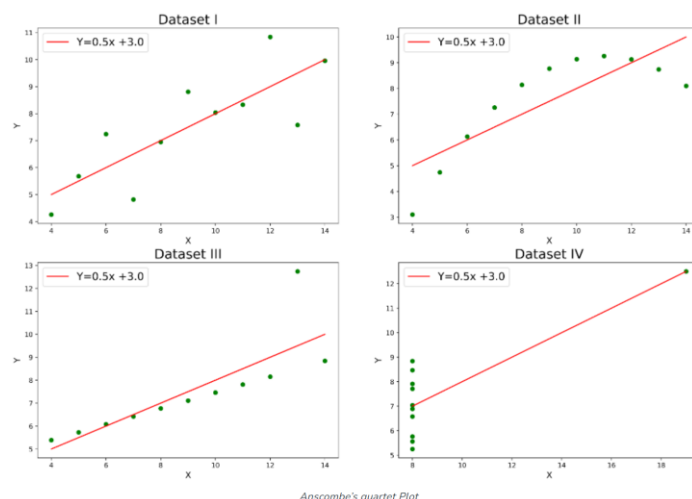 Dataset I
Y=0.5x +3.0
11
10
9
8
7
6
5
4
Y
4 6 8 10 12 14
X
Dataset II
Y=0.5x +3.0
10
9
8
7
6
5
4
3
Y
4 6 8 10 12 14
X
Dataset III
Y=0.5x +3.0
13
12
11
10
9
8
7
6
5
Y
4 6 8 10 12 14
X
Dataset IV
Y=0.5x +3.0
12
11
10
9
8
7
6
5
Y
8 10 12 14 16 18
X
Anscombe's quartet Plot